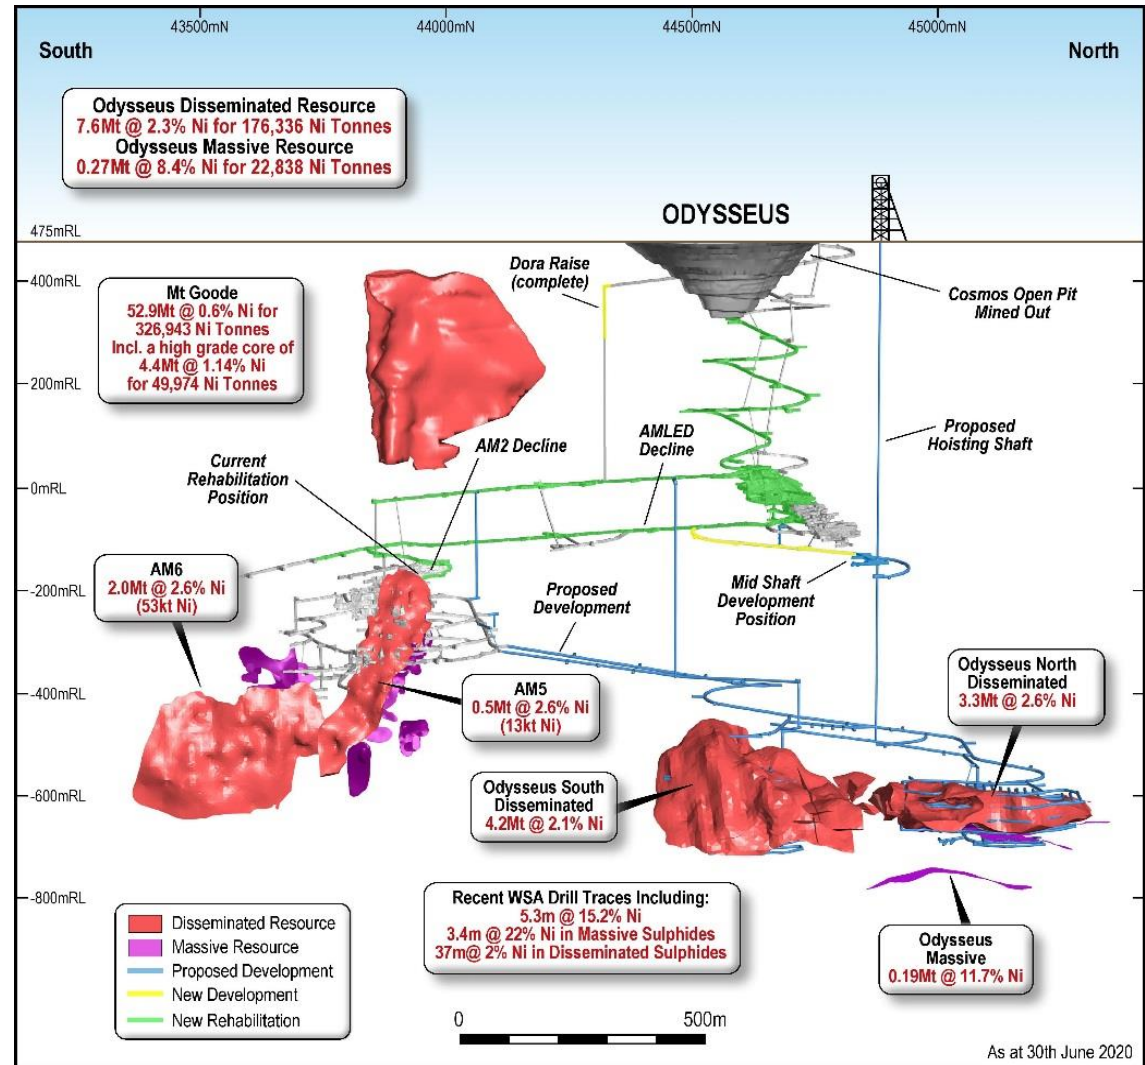 43500mN
44000mN
44500mN
45000mN
South
North
Odysseus Disseminated Resource
7.6Mt @ 2.3% Ni for 176,336 Ni Tonnes
Odysseus Massive Resource
0.27Mt @ 8.4% Ni for 22,838 Ni Tonnes
ODYSSEUS
475mRL
400mRL
200mRL
0mRL
-200mRL
-400mRL
-600mRL
-800mRL
Mt Goode
52.9Mt @ 0.6% Ni for
326,943 Ni Tonnes
Incl. a high grade core of
4.4Mt @ 1.14% Ni
for 49,974 Ni Tonnes
Dora Raise
(complete)
Cosmos Open Pit
Mined Out
AM2 Decline
AMLED
Decline
Proposed
Hoisting Shaft
Current
Rehabilitation
Position
AM6
2.0Mt @ 2.6% Ni
(53kt Ni)
Proposed
Development
Mid Shaft
Development
Position
AM5
0.5Mt @ 2.6% Ni
(13kt Ni)
Odysseus North
Disseminated
3.3Mt @ 2.6% Ni
Odysseus South
Disseminated
4.2Mt @ 2.1% Ni
Recent WSA Drill Traces Including:
5.3m @ 15.2% Ni
3.4m @ 22% Ni in Massive Sulphides
37m@ 2% Ni in Disseminated Sulphides
Odysseus
Massive
0.19Mt @ 11.7% Ni
Disseminated Resource
Massive Resource
Proposed Development
New Development
New Rehabilitation
0
500m
As at 30th June 2020